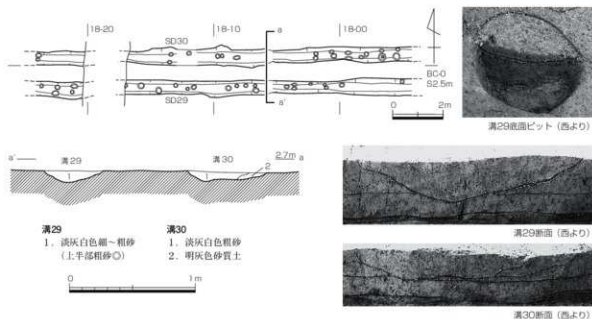 18-20
18-10
18-00
a
SD30
BC-0
S2.5m
SD29
a'
0 2m
溝29底面ピット（西より）
a'
溝29
溝30
2.7m
a
2
1
1
溝29
1. 淡灰白色細～粗砂
（上半部粗砂◎）
溝30
1. 淡灰白色粗砂
2. 明灰色砂質土
0 1m
溝29断面（西より）
溝30断面（西より）